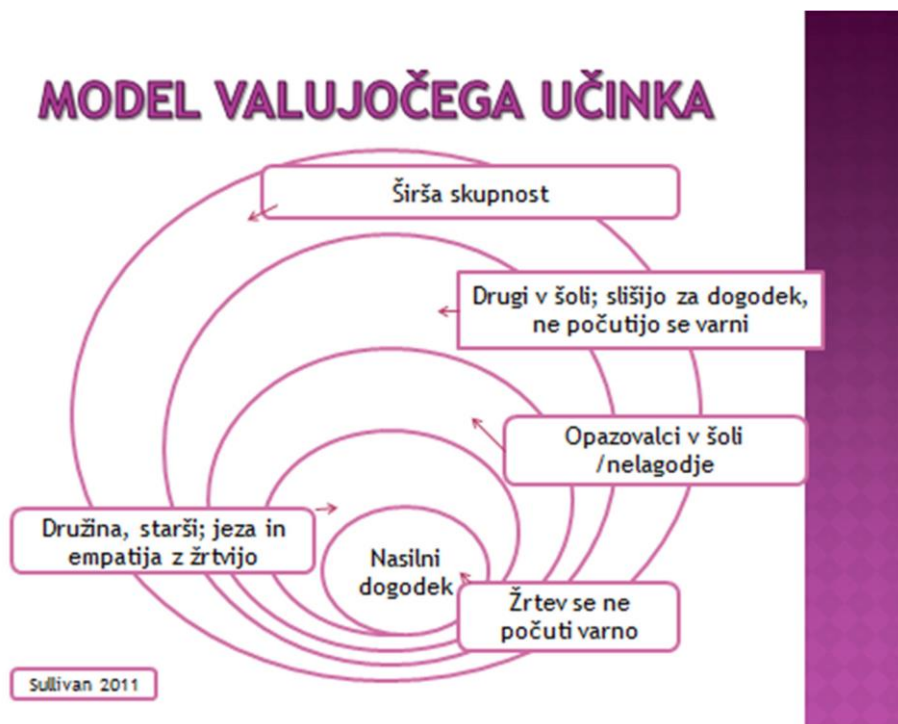 MODEL VALUJOČEGA UČINKA
Širša skupnost
Drugi v šoli; slišijo za dogodek,
ne počutijo se varni
Opazovalci v šoli
/nelagodje
Družina, starši; jeza in
empatija z žrtvijo
Nasilni
dogodek
Žrtev se ne
počuti varno
Sullivan 2011